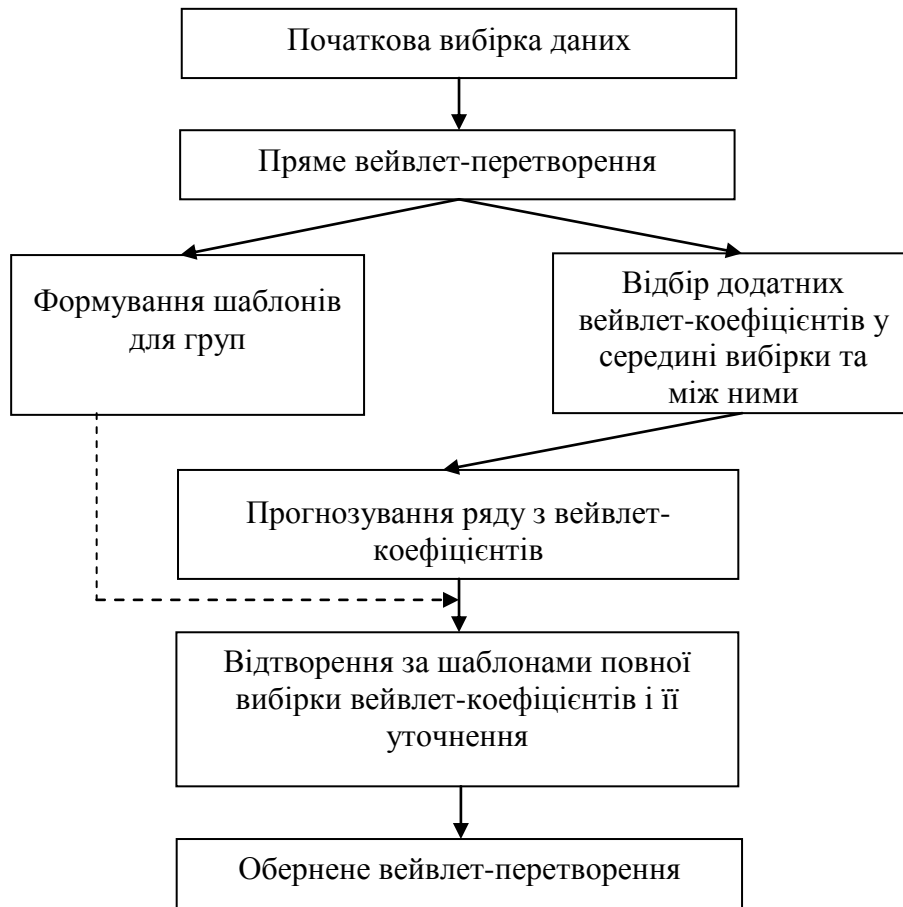 Початкова вибірка даних
Пряме вейвлет-перетворення
Формування шаблонів
для груп
Відбір додатних
вейвлет-коефіцієнтів у
середині вибірки та
між ними
Прогнозування ряду з вейвлет-
коефіцієнтів
Відтворення за шаблонами повної
вибірки вейвлет-коефіцієнтів і її
уточнення
Обернене вейвлет-перетворення